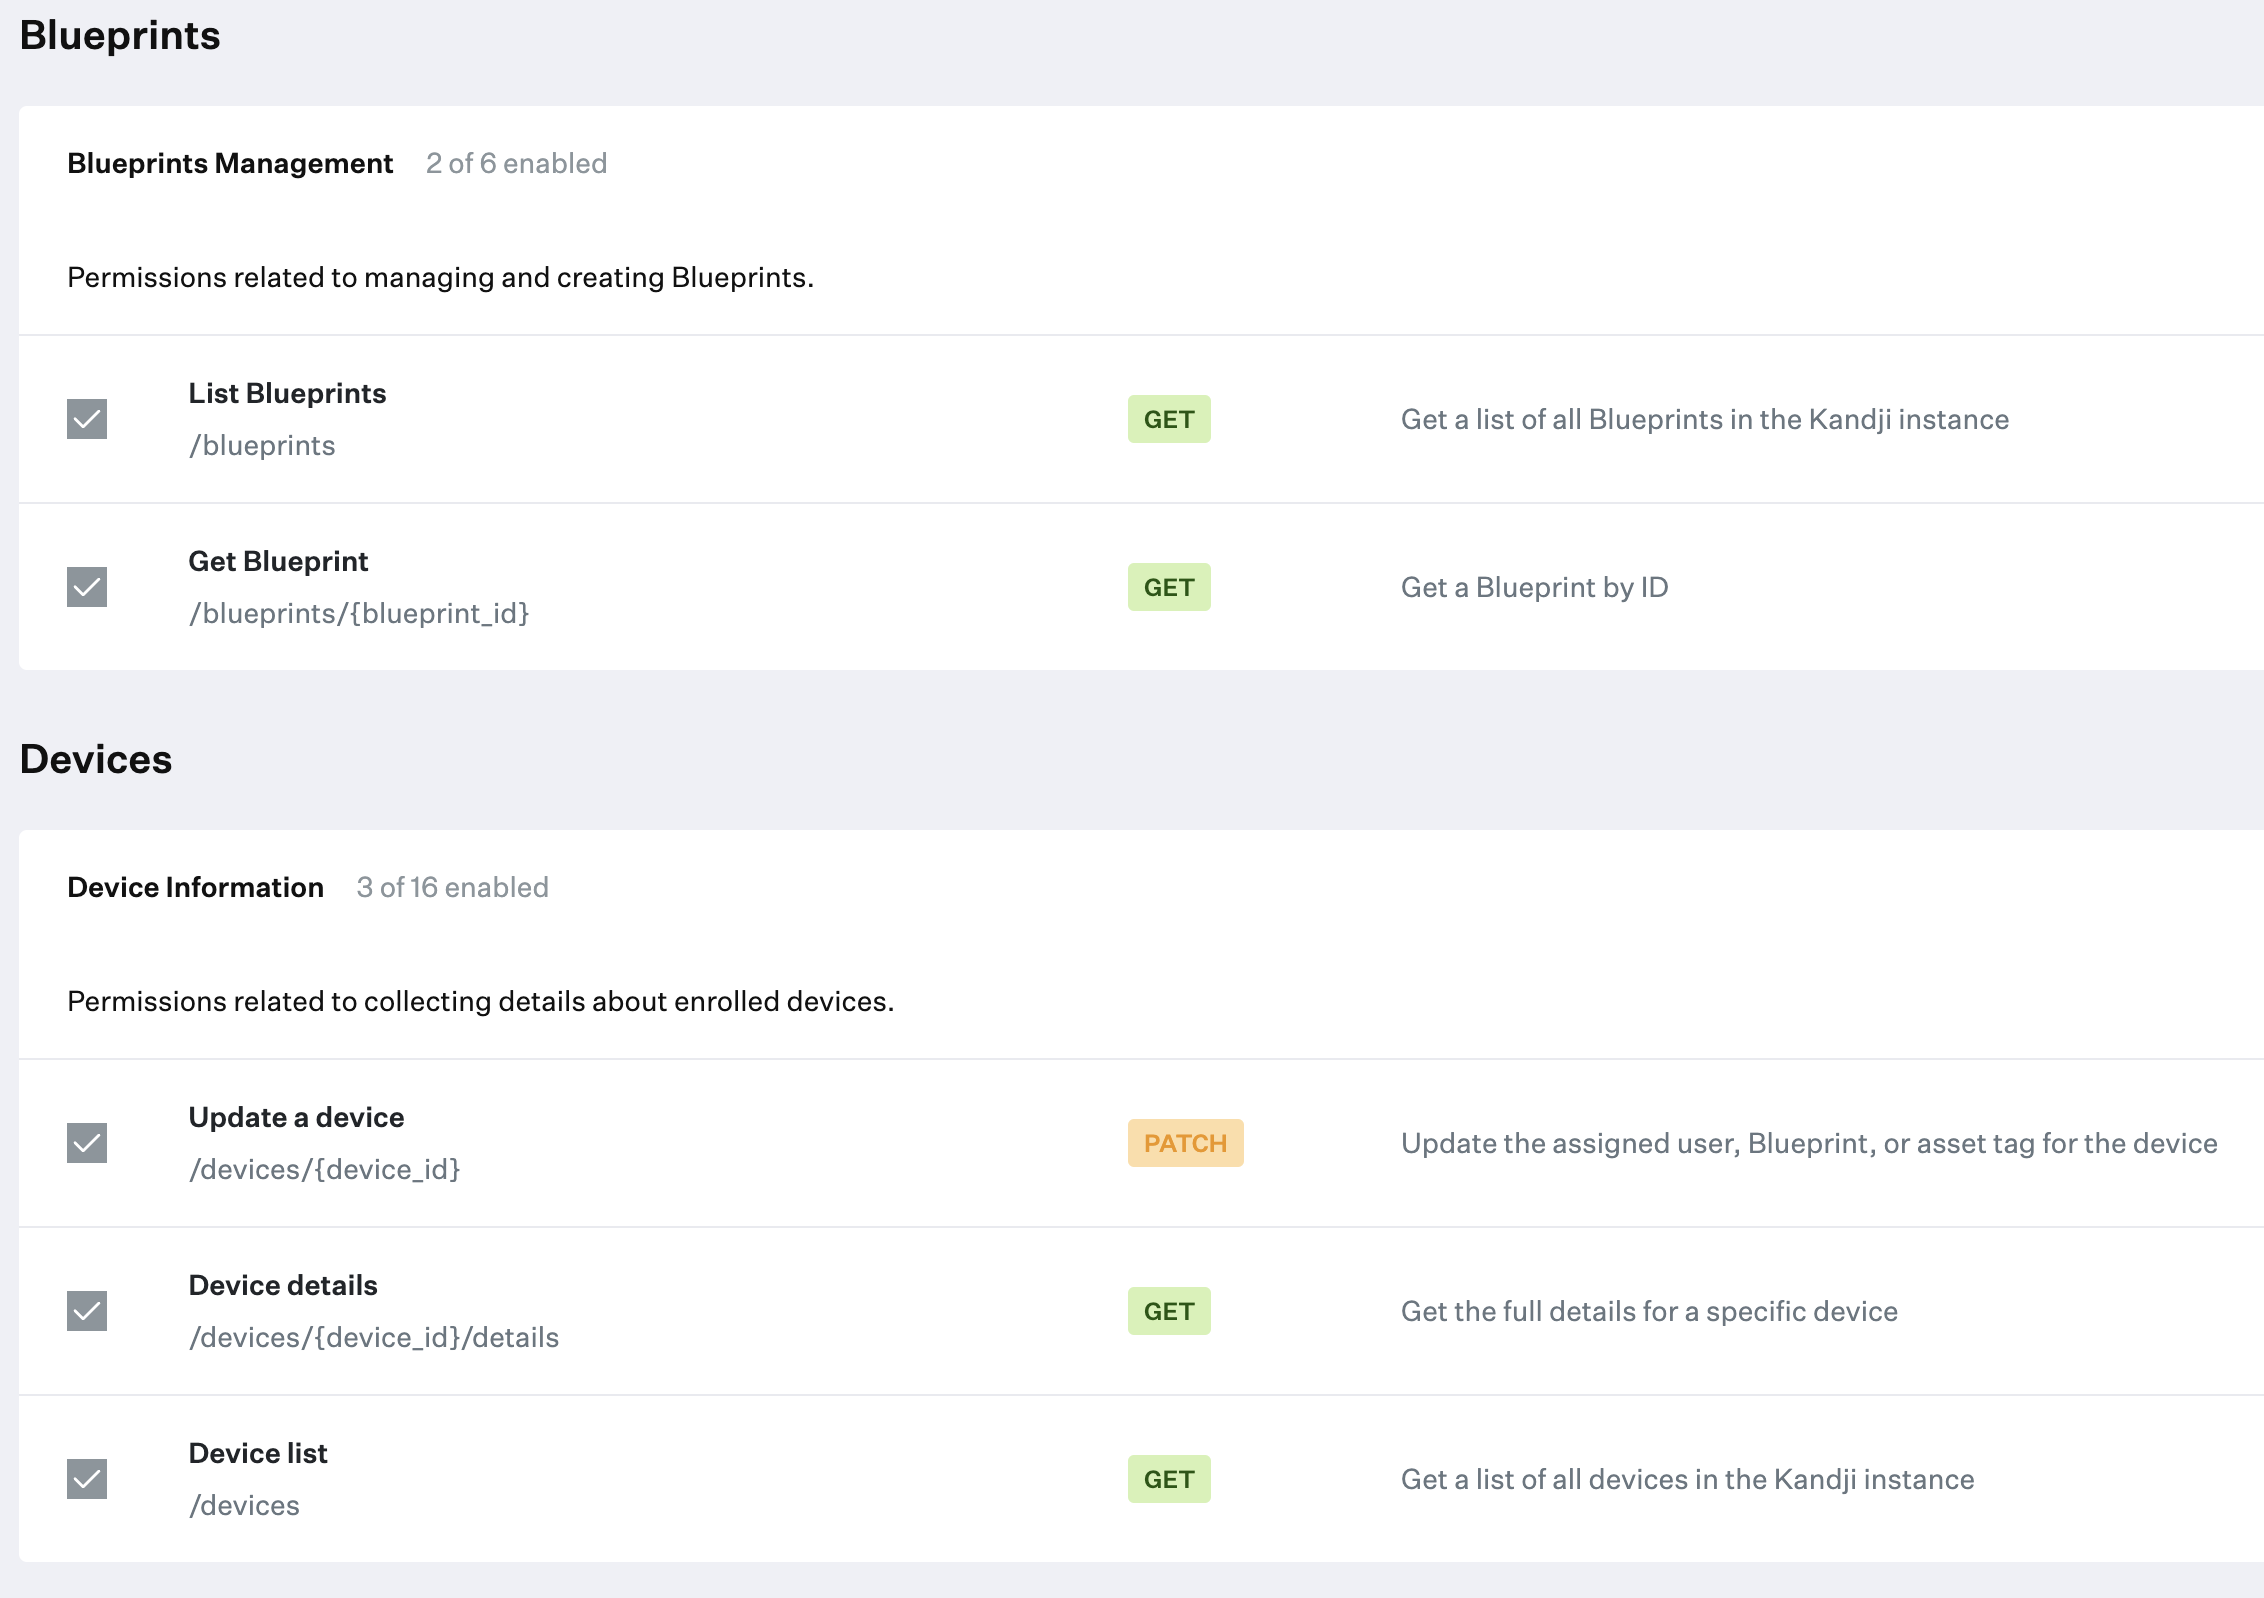 Blueprints
Blueprints Management 2 of 6 enabled
Permissions related to managing and creating Blueprints.
List Blueprints
/blueprints
GET
Get a list of all Blueprints in the Kandji instance
Get Blueprint
/blueprints/{blueprint_id}
GET
Get a Blueprint by ID
Devices
Device Information 3 of 16 enabled
Permissions related to collecting details about enrolled devices.
Update a device
/devices/{device_id}
PATCH
Update the assigned user, Blueprint, or asset tag for the device
Device details
/devices/{device_id}/details
GET
Get the full details for a specific device
Device list
/devices
GET
Get a list of all devices in the Kandji instance